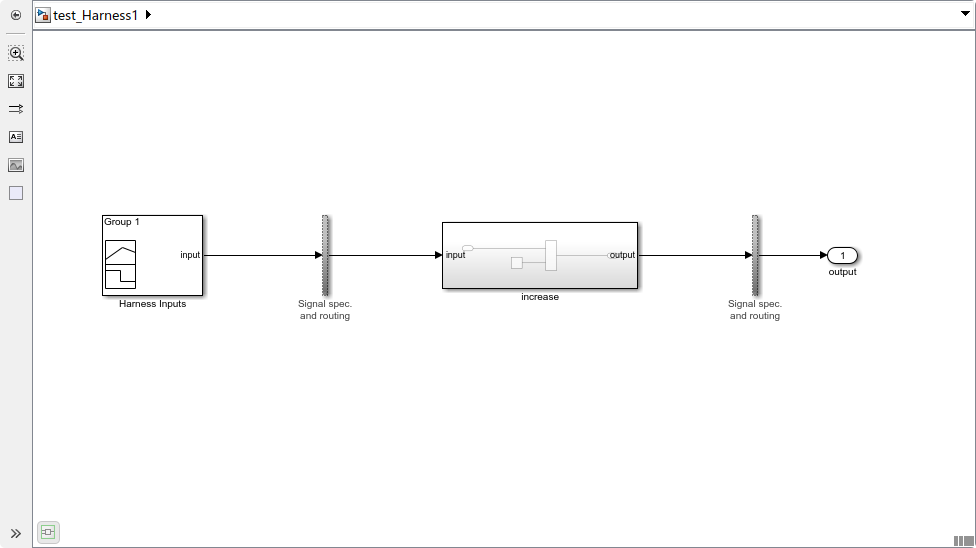 test_Harness1
Group 1
input
Harness Inputs
Signal spec.
and routing
input
output
increase
Signal spec.
and routing
1
output